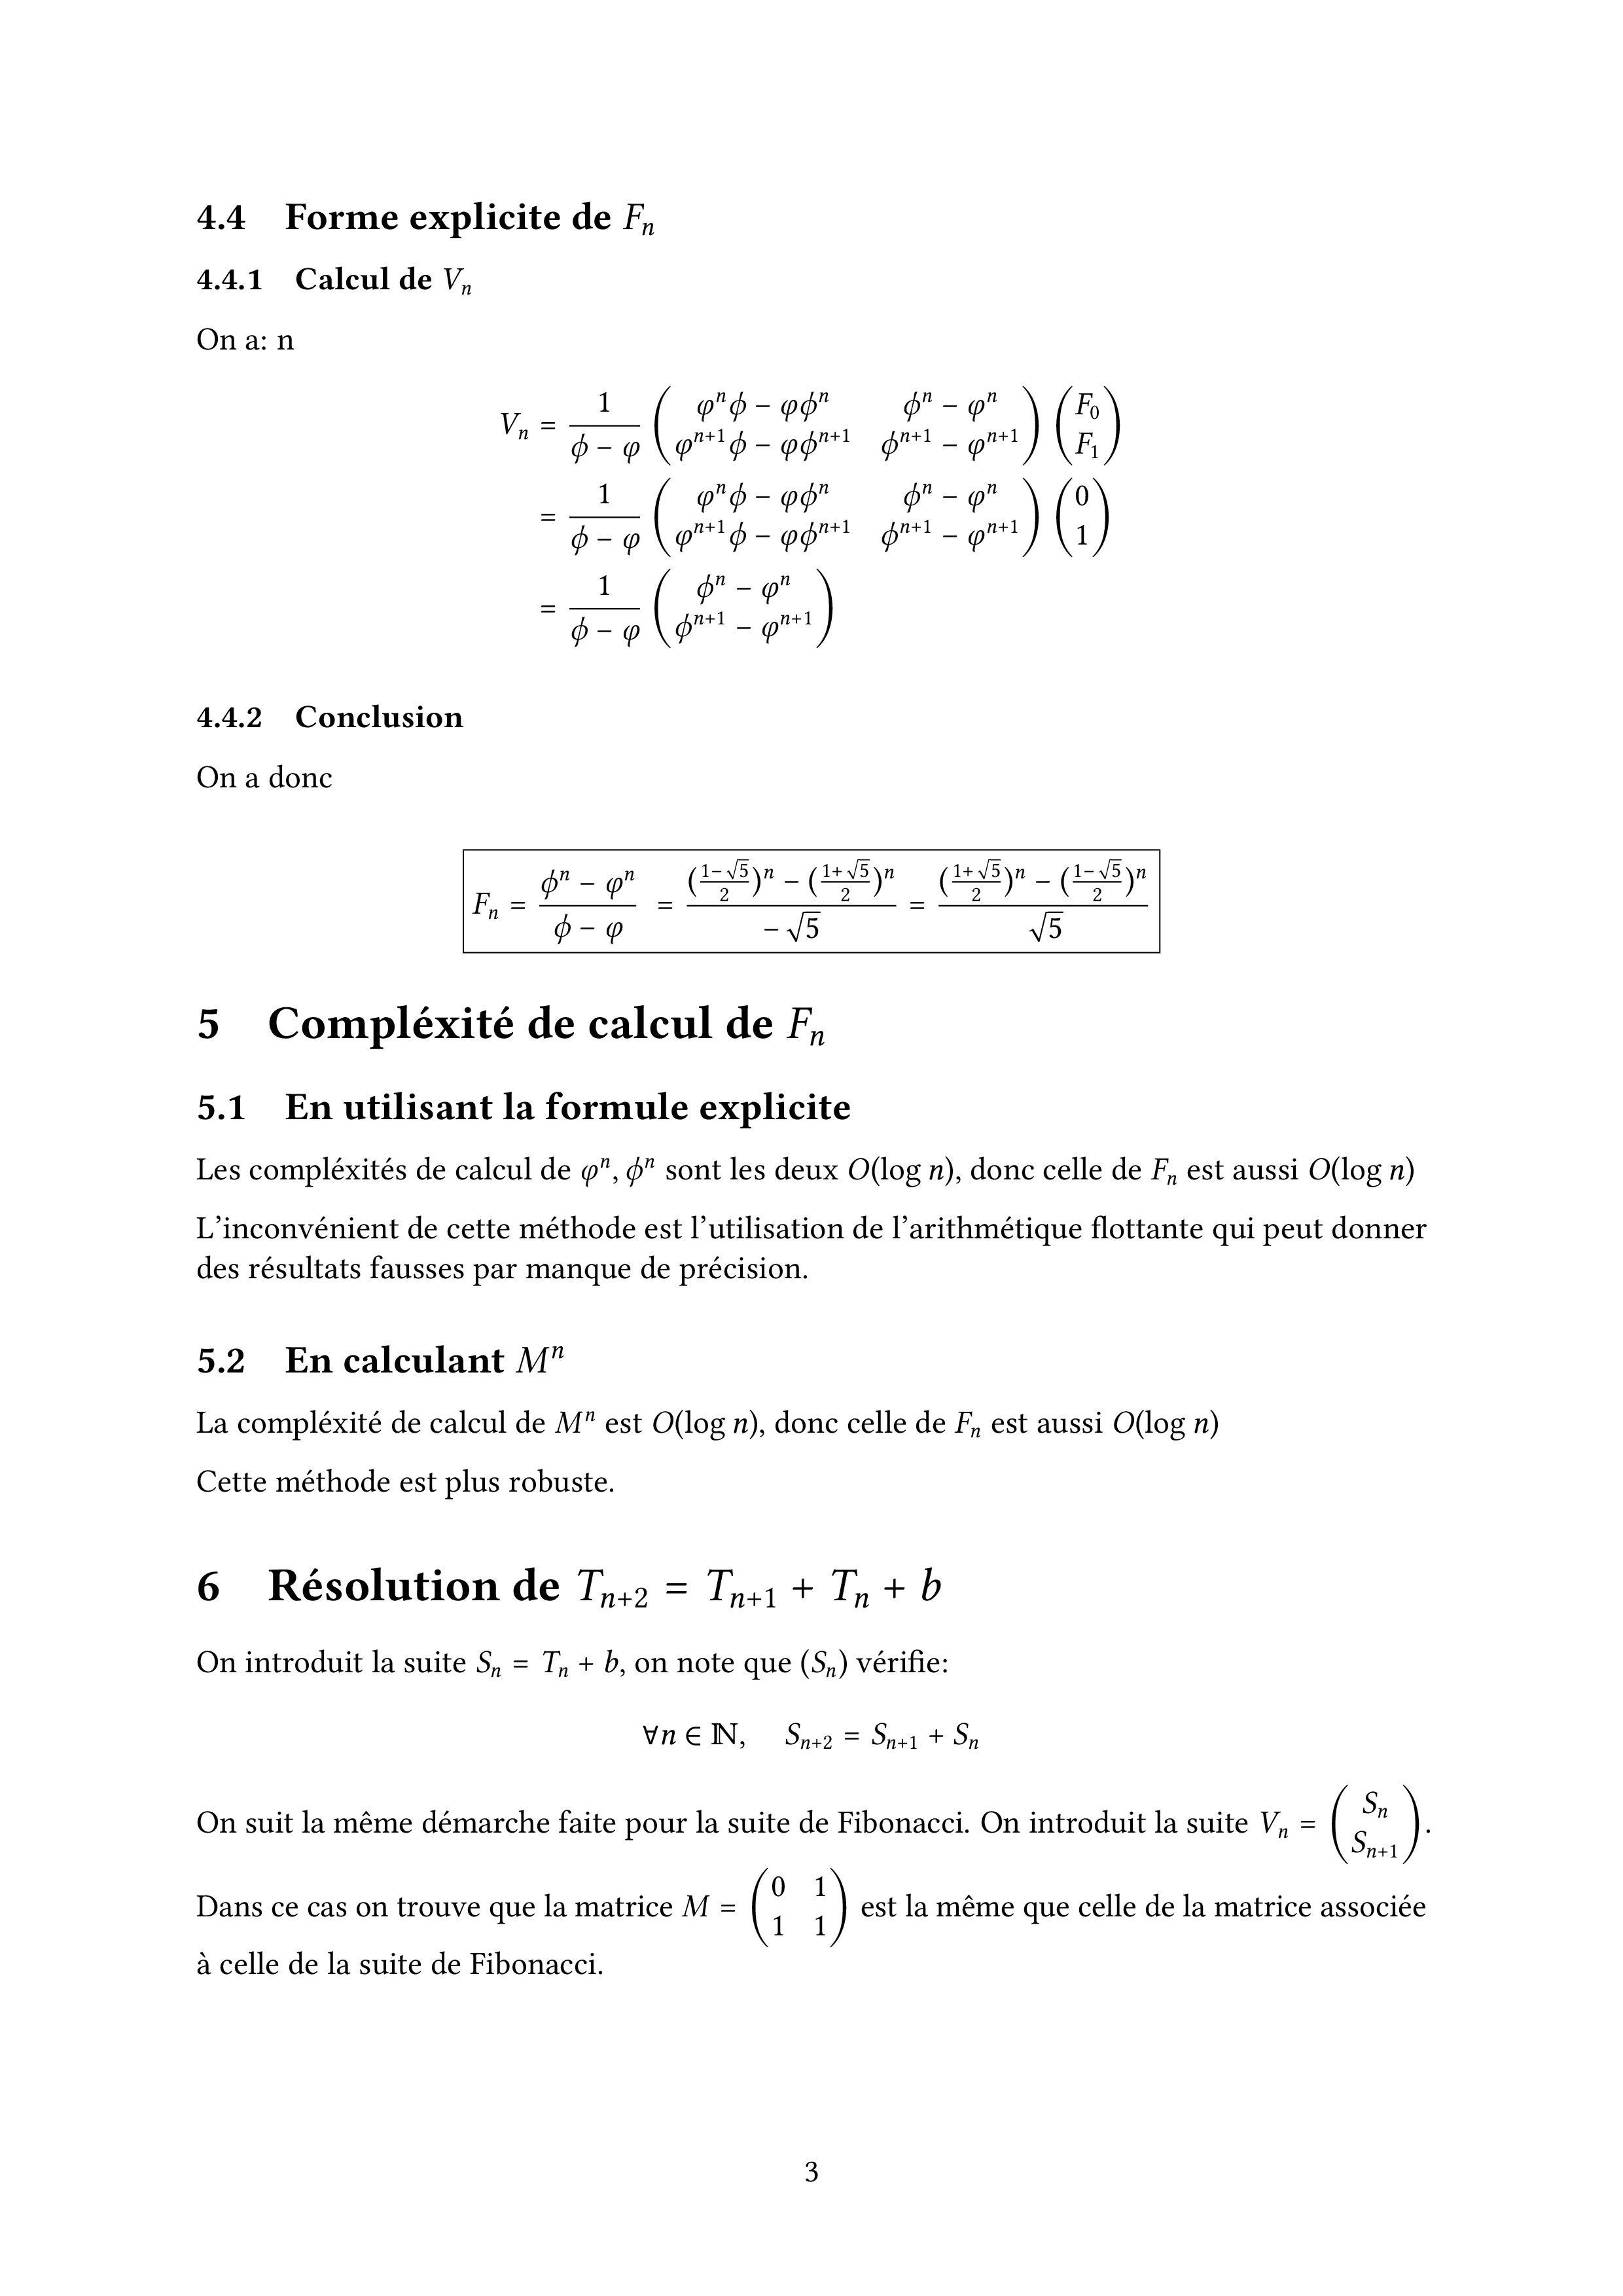 4.4 Forme explicite de $F_n$
4.4.1 Calcul de $V_n$
On a: n
$V_n = \frac{1}{\phi - \varphi} \begin{pmatrix} \varphi^n \phi - \varphi \phi^n & \phi^n - \varphi^n \\ \varphi^{n+1} \phi - \varphi \phi^{n+1} & \phi^{n+1} - \varphi^{n+1} \end{pmatrix} \begin{pmatrix} F_0 \\ F_1 \end{pmatrix}$
$= \frac{1}{\phi - \varphi} \begin{pmatrix} \varphi^n \phi - \varphi \phi^n & \phi^n - \varphi^n \\ \varphi^{n+1} \phi - \varphi \phi^{n+1} & \phi^{n+1} - \varphi^{n+1} \end{pmatrix} \begin{pmatrix} 0 \\ 1 \end{pmatrix}$
$= \frac{1}{\phi - \varphi} \begin{pmatrix} \phi^n - \varphi^n \\ \phi^{n+1} - \varphi^{n+1} \end{pmatrix}$
4.4.2 Conclusion
On a donc
$F_n = \frac{\phi^n - \varphi^n}{\phi - \varphi} = \frac{(\frac{1-\sqrt{5}}{2})^n - (\frac{1+\sqrt{5}}{2})^n}{-\sqrt{5}} = \frac{(\frac{1+\sqrt{5}}{2})^n - (\frac{1-\sqrt{5}}{2})^n}{\sqrt{5}}$
5 Compléxité de calcul de $F_n$
5.1 En utilisant la formule explicite
Les compléxités de calcul de $\varphi^n, \phi^n$ sont les deux $O(\log n)$, donc celle de $F_n$ est aussi $O(\log n)$
L'inconvénient de cette méthode est l'utilisation de l'arithmétique flottante qui peut donner
des résultats fausses par manque de précision.
5.2 En calculant $M^n$
La compléxité de calcul de $M^n$ est $O(\log n)$, donc celle de $F_n$ est aussi $O(\log n)$
Cette méthode est plus robuste.
6 Résolution de $T_{n+2} = T_{n+1} + T_n + b$
On introduit la suite $S_n = T_n + b$, on note que $(S_n)$ vérifie:
$\forall n \in \mathbb{N}, \quad S_{n+2} = S_{n+1} + S_n$
On suit la même démarche faite pour la suite de Fibonacci. On introduit la suite $V_n = \begin{pmatrix} S_n \\ S_{n+1} \end{pmatrix}$.
Dans ce cas on trouve que la matrice $M = \begin{pmatrix} 0 & 1 \\ 1 & 1 \end{pmatrix}$ est la même que celle de la matrice associée
à celle de la suite de Fibonacci.
3